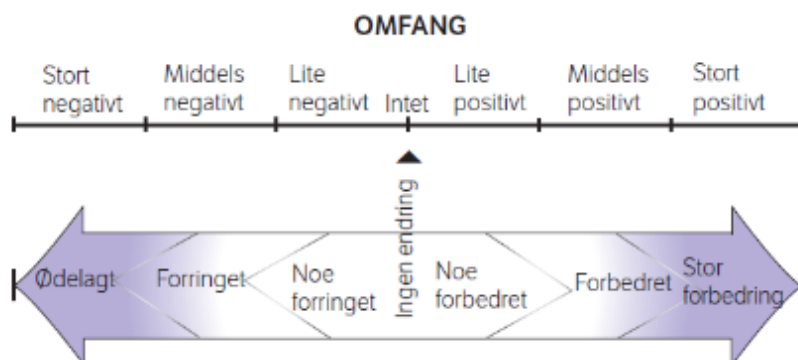 OMFANG
Stort negativt
Middels negativt
Lite negativt
Intet
Lite positivt
Middels positivt
Stort positivt
Ingen endring
Ødelagt
Forringet
Noe forringet
Noe forbedret
Forbedret
Stor forbedring